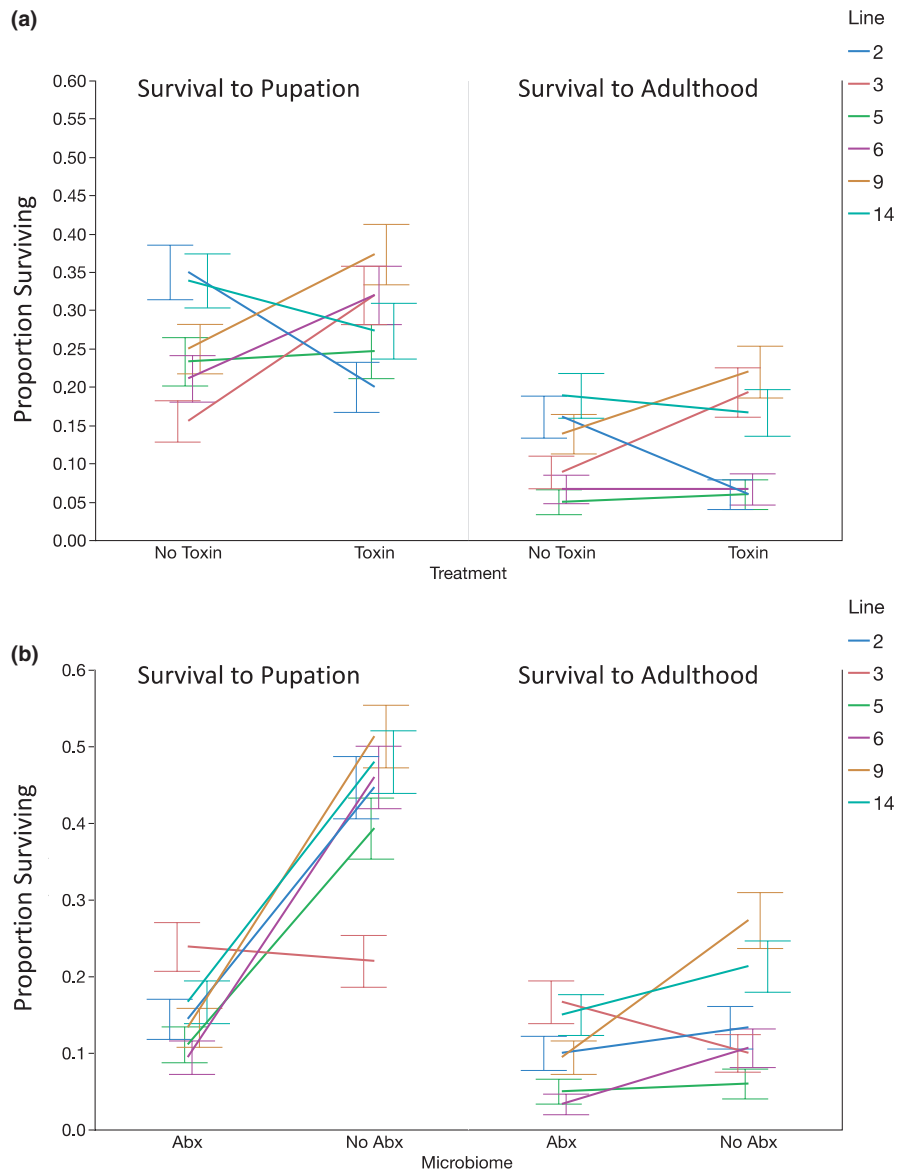 (a)
Survival to Pupation
Survival to Adulthood
Proportion Surviving
0.60
0.55
0.50
0.45
0.40
0.35
0.30
0.25
0.20
0.15
0.10
0.05
0.00
No Toxin
Toxin
No Toxin
Toxin
Treatment
Line
2
3
5
6
9
14
(b)
Survival to Pupation
Survival to Adulthood
Proportion Surviving
0.6
0.5
0.4
0.3
0.2
0.1
0.0
Abx
No Abx
Abx
No Abx
Microbiome
Line
2
3
5
6
9
14